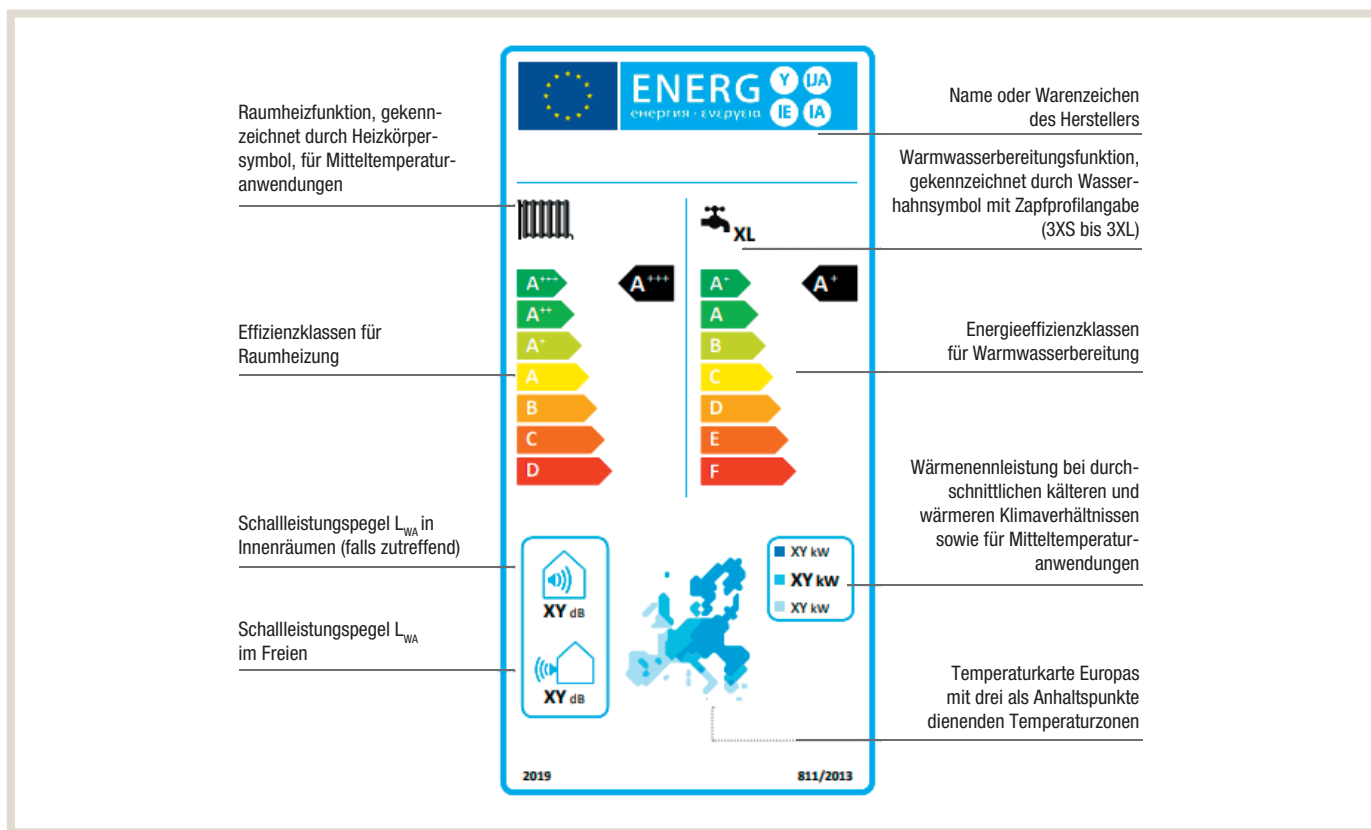 ENERG Y IJA
IE IA
енергия · ενεργεια
Raumheizfunktion, gekenn-
zeichnet durch Heizkörper-
symbol, für Mitteltemperatur-
anwendungen
Name oder Warenzeichen
des Herstellers
Warmwasserbereitungsfunktion,
gekennzeichnet durch Wasser-
hahnsymbol mit Zapfprofilangabe
(3XS bis 3XL)
XL
A+++
A++
A+
A
B
C
D
A+++
A+
A
B
C
D
E
F
A+
Effizienzklassen für
Raumheizung
Energieeffizienzklassen
für Warmwasserbereitung
Schallleistungspegel LWA in
Innenräumen (falls zutreffend)
Schallleistungspegel LWA
im Freien
XY dB
XY dB
XY kW
XY kW
XY kW
Wärmenennleistung bei durch-
schnittlichen kälteren und
wärmeren Klimaverhältnissen
sowie für Mitteltemperatur-
anwendungen
Temperaturkarte Europas
mit drei als Anhaltspunkte
dienenden Temperaturzonen
2019
811/2013